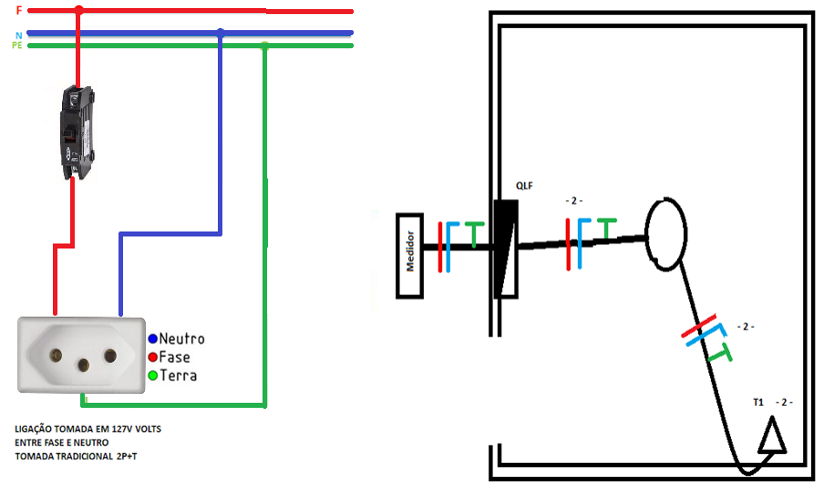 F
N
PE
Neutro
Fase
Terra
LIGAÇÃO TOMADA EM 127V VOLTS
ENTRE FASE E NEUTRO
TOMADA TRADICIONAL 2P+T
QLF
- 2 -
Medidor
- 2 -
T1 - 2 -